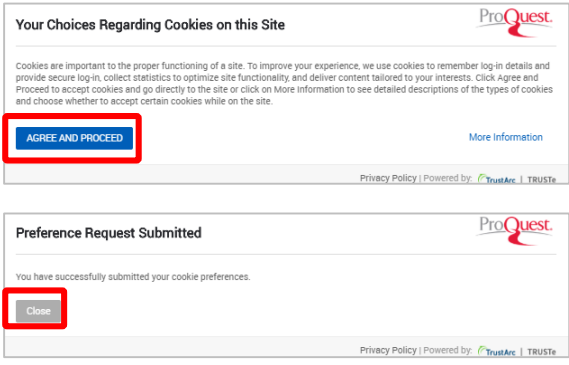 Your Choices Regarding Cookies on this Site
ProQuest.
Cookies are important to the proper functioning of a site. To improve your experience, we use cookies to remember log-in details and
provide secure log-in, collect statistics to optimize site functionality, and deliver content tailored to your interests. Click Agree and
Proceed to accept cookies and go directly to the site or click on More Information to see detailed descriptions of the types of cookies
and choose whether to accept certain cookies while on the site.
AGREE AND PROCEED
More Information
Privacy Policy | Powered by: TrustArc | TRUSTe
Preference Request Submitted
ProQuest.
You have successfully submitted your cookie preferences.
Close
Privacy Policy | Powered by: TrustArc | TRUSTe